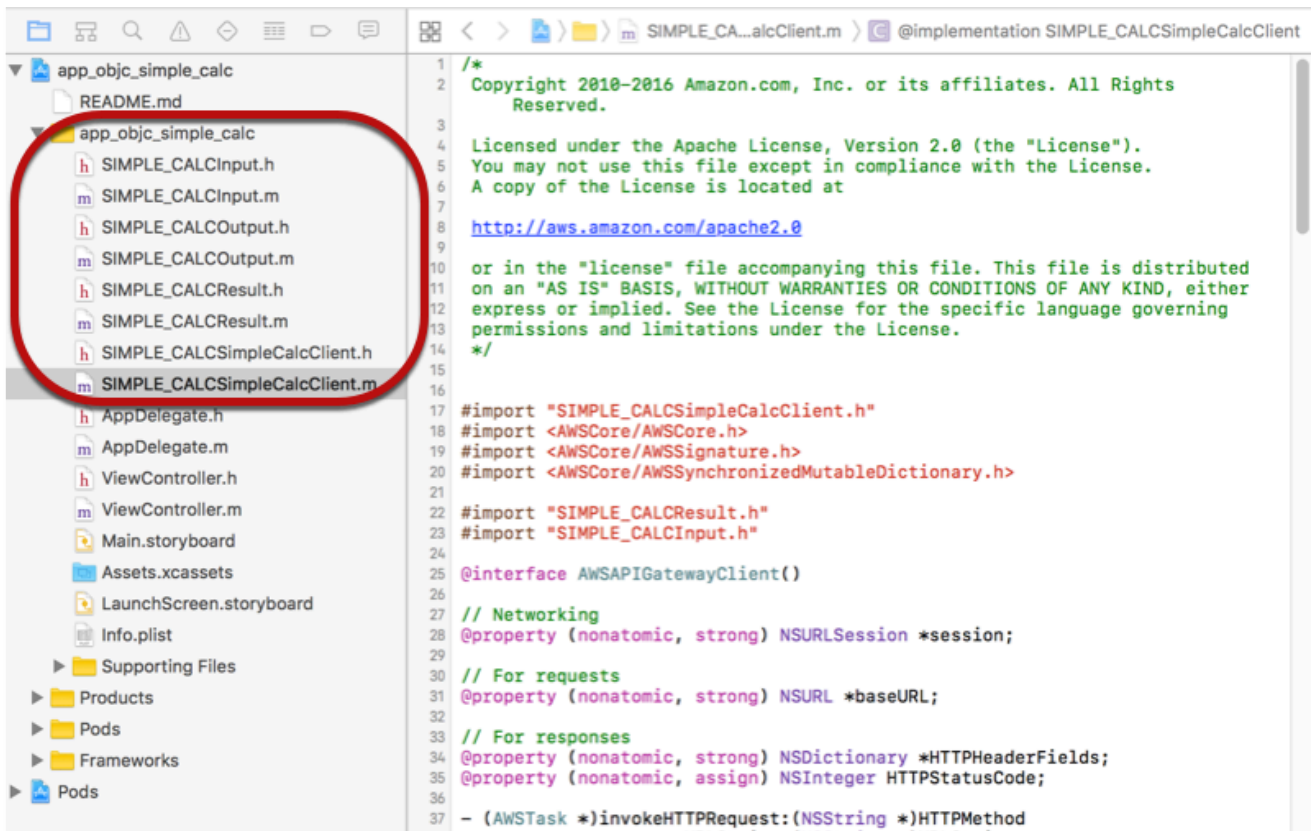 SIMPLE_CA...alcClient.m
@implementation SIMPLE_CALCSimpleCalcClient
app_objc_simple_calc
README.md
app_objc_simple_calc
h SIMPLE_CALCInput.h
m SIMPLE_CALCInput.m
h SIMPLE_CALCOutput.h
m SIMPLE_CALCOutput.m
h SIMPLE_CALCResult.h
m SIMPLE_CALCResult.m
h SIMPLE_CALCSimpleCalcClient.h
m SIMPLE_CALCSimpleCalcClient.m
h AppDelegate.h
m AppDelegate.m
h ViewController.h
m ViewController.m
Main.storyboard
Assets.xcassets
LaunchScreen.storyboard
Info.plist
Supporting Files
Products
Pods
Frameworks
Pods
1 /*
2 Copyright 2010-2016 Amazon.com, Inc. or its affiliates. All Rights
Reserved.
3
4 Licensed under the Apache License, Version 2.0 (the "License").
5 You may not use this file except in compliance with the License.
6 A copy of the License is located at
7
8 http://aws.amazon.com/apache2.0
9
10 or in the "license" file accompanying this file. This file is distributed
11 on an "AS IS" BASIS, WITHOUT WARRANTIES OR CONDITIONS OF ANY KIND, either
12 express or implied. See the License for the specific language governing
13 permissions and limitations under the License.
14 */
15
16
17 #import "SIMPLE_CALCSimpleCalcClient.h"
18 #import <AWSCore/AWSCore.h>
19 #import <AWSCore/AWSSignature.h>
20 #import <AWSCore/AWSSynchronizedMutableDictionary.h>
21
22 #import "SIMPLE_CALCResult.h"
23 #import "SIMPLE_CALCInput.h"
24
25 @interface AWSAPIGatewayClient()
26
27 // Networking
28 @property (nonatomic, strong) NSURLSession *session;
29
30 // For requests
31 @property (nonatomic, strong) NSURL *baseURL;
32
33 // For responses
34 @property (nonatomic, strong) NSDictionary *HTTPHeaderFields;
35 @property (nonatomic, assign) NSInteger HTTPStatusCode;
36
37 - (AWSTask *)invokeHTTPRequest:(NSString *)HTTPMethod